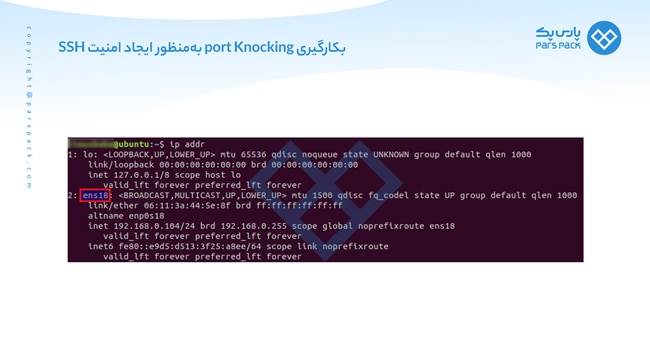 بکارگیری port Knocking به‌منظور ایجاد امنیت SSH
پارس پک
PARS PACK
copyright@parspack.com
@ubuntu:~$ ip addr
1: lo: <LOOPBACK,UP,LOWER_UP> mtu 65536 qdisc noqueue state UNKNOWN group default qlen 1000
link/loopback 00:00:00:00:00:00 brd 00:00:00:00:00:00
inet 127.0.0.1/8 scope host lo
valid_lft forever preferred_lft forever
2: ens18: <BROADCAST,MULTICAST,UP,LOWER_UP> mtu 1500 qdisc fq_codel state UP group default qlen 1000
link/ether 06:11:3a:44:5e:8f brd ff:ff:ff:ff:ff:ff
altname enp0s18
inet 192.168.0.104/24 brd 192.168.0.255 scope global noprefixroute ens18
valid_lft forever preferred_lft forever
inet6 fe80::e9d5:d513:3f25:a8ee/64 scope link noprefixroute
valid_lft forever preferred_lft forever